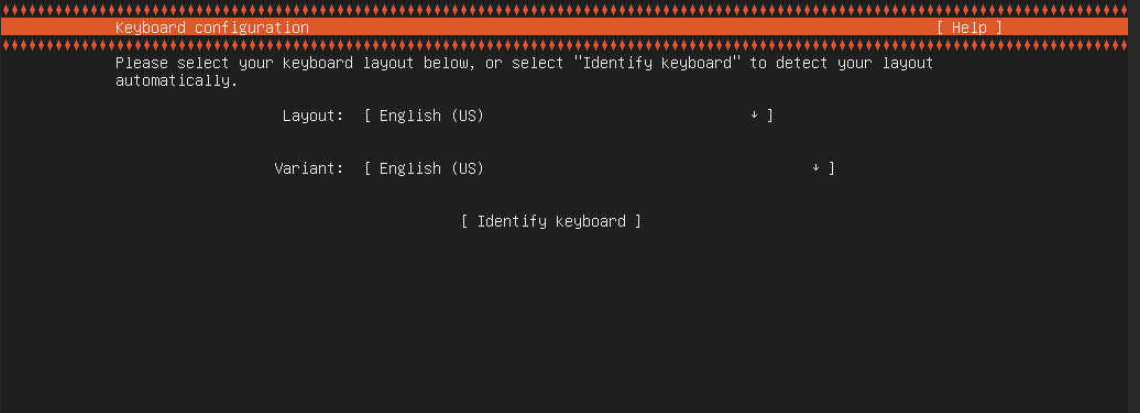 Keyboard configuration [ Help ]
Please select your keyboard layout below, or select "Identify keyboard" to detect your layout
automatically.
Layout: [ English (US) ↓ ]
Variant: [ English (US) ↓ ]
[ Identify keyboard ]